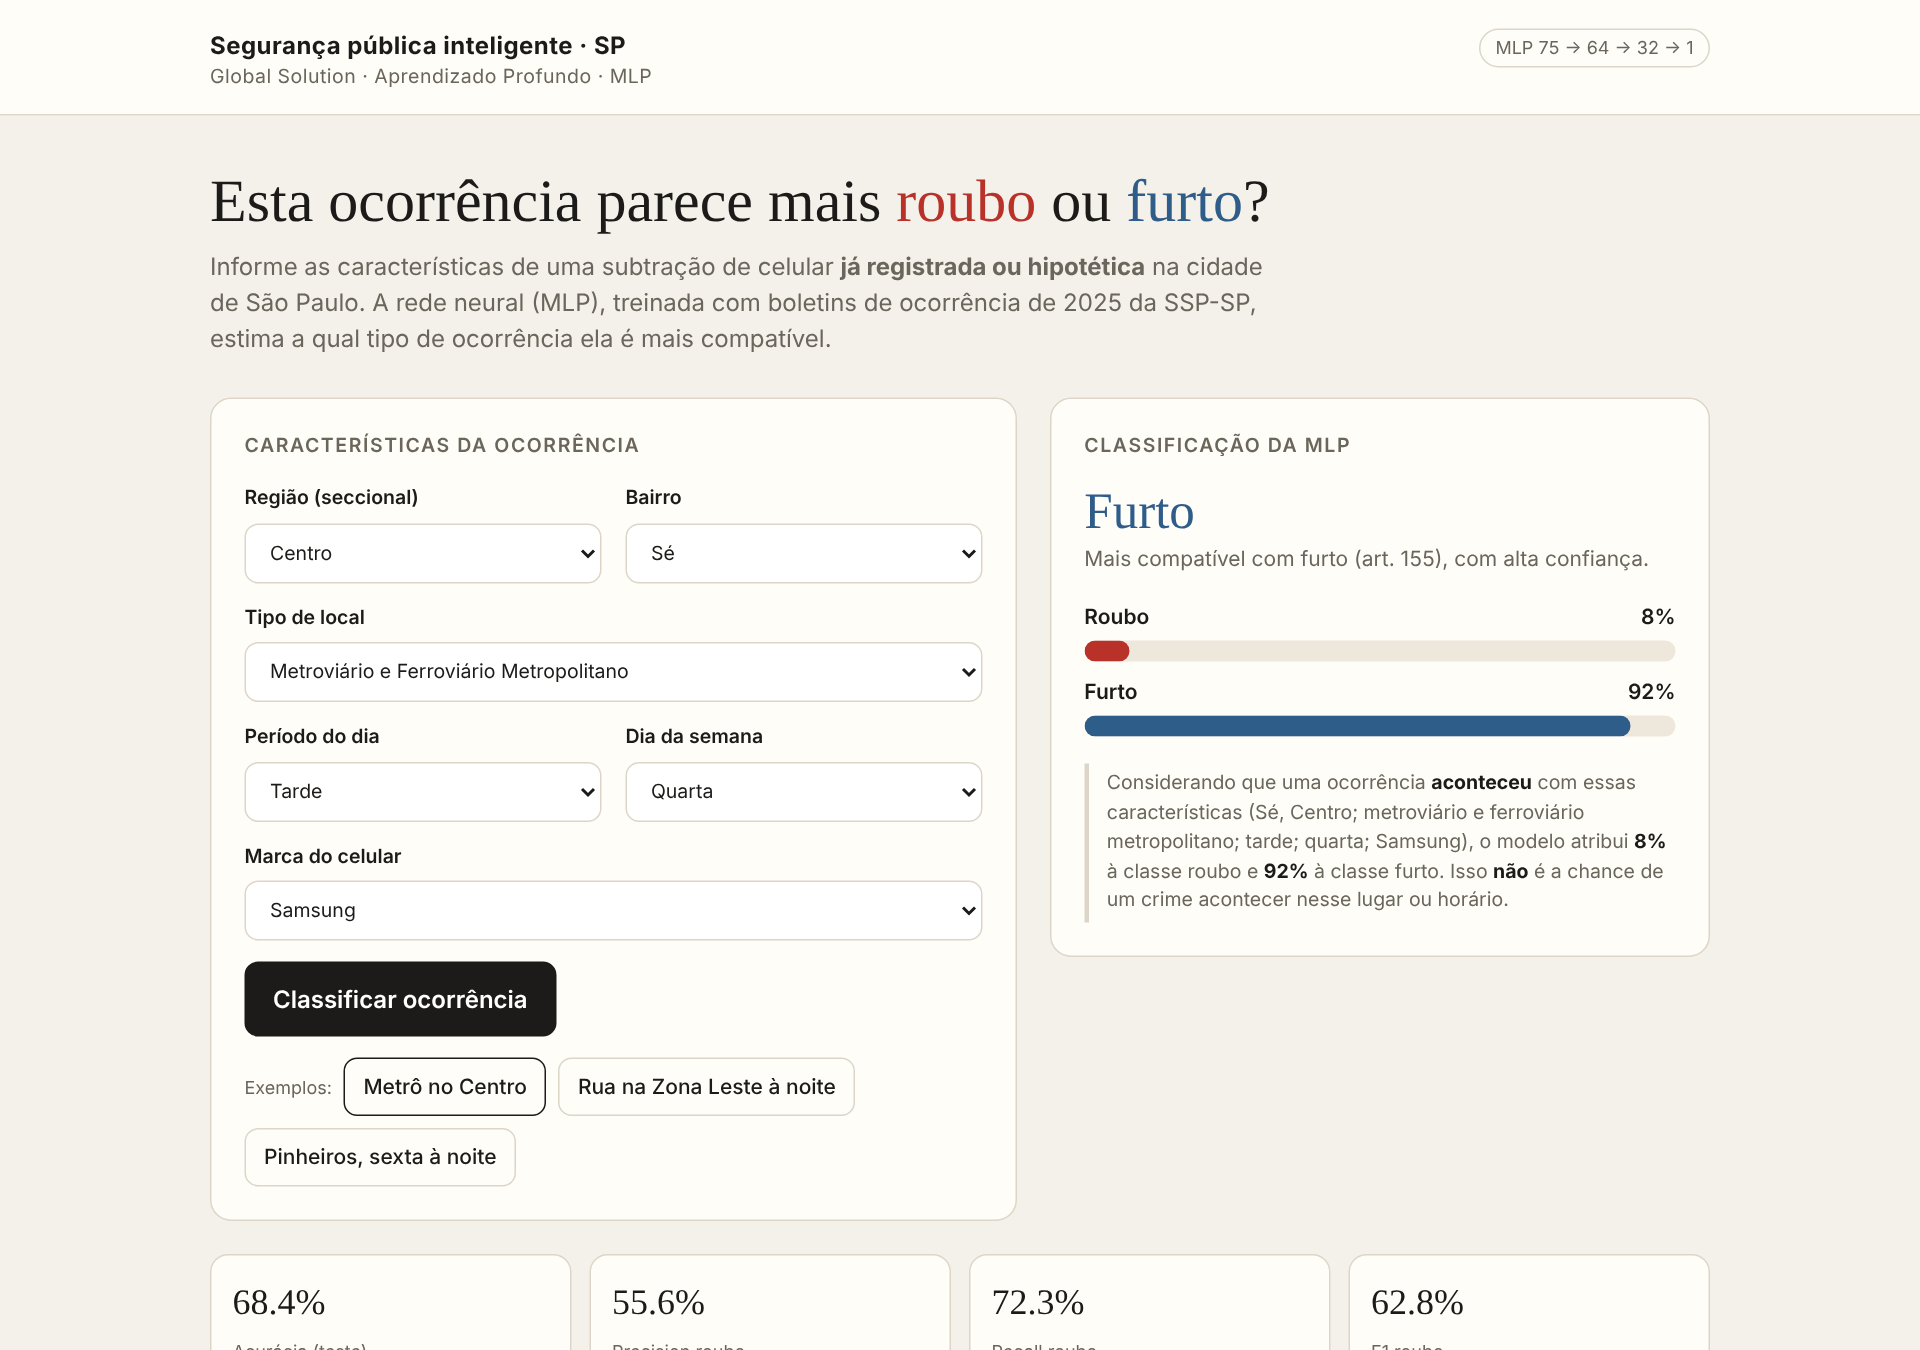 Segurança pública inteligente · SP
Global Solution · Aprendizado Profundo · MLP
MLP 75 → 64 → 32 → 1
Esta ocorrência parece mais roubo ou furto?
Informe as características de uma subtração de celular já registrada ou hipotética na cidade
de São Paulo. A rede neural (MLP), treinada com boletins de ocorrência de 2025 da SSP-SP,
estima a qual tipo de ocorrência ela é mais compatível.
CARACTERÍSTICAS DA OCORRÊNCIA
Região (seccional)
Bairro
Centro
Sé
Tipo de local
Metroviário e Ferroviário Metropolitano
Período do dia
Dia da semana
Tarde
Quarta
Marca do celular
Samsung
Classificar ocorrência
Exemplos:
Metrô no Centro
Rua na Zona Leste à noite
Pinheiros, sexta à noite
CLASSIFICAÇÃO DA MLP
Furto
Mais compatível com furto (art. 155), com alta confiança.
Roubo
8%
Furto
92%
Considerando que uma ocorrência aconteceu com essas
características (Sé, Centro; metroviário e ferroviário
metropolitano; tarde; quarta; Samsung), o modelo atribui 8%
à classe roubo e 92% à classe furto. Isso não é a chance de
um crime acontecer nesse lugar ou horário.
68.4%
55.6%
72.3%
62.8%